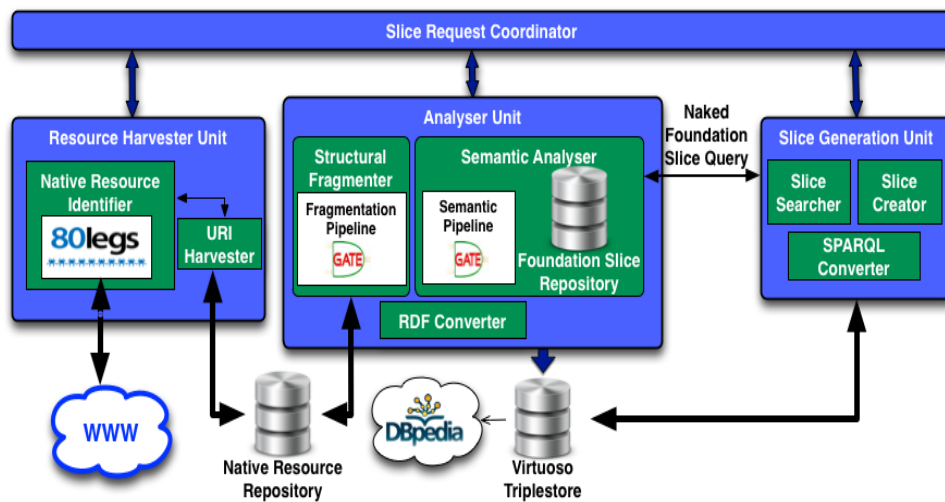 Slice Request Coordinator
Resource Harvester Unit
Native Resource
Identifier
80legs
URI
Harvester
Analyser Unit
Structural
Fragmenter
Fragmentation
Pipeline
GATE
Semantic Analyser
Semantic
Pipeline
GATE
Foundation Slice
Repository
RDF Converter
Naked
Foundation
Slice Query
Slice Generation Unit
Slice
Searcher
Slice
Creator
SPARQL
Converter
WWW
Native Resource
Repository
DBpedia
Virtuoso
Triplestore